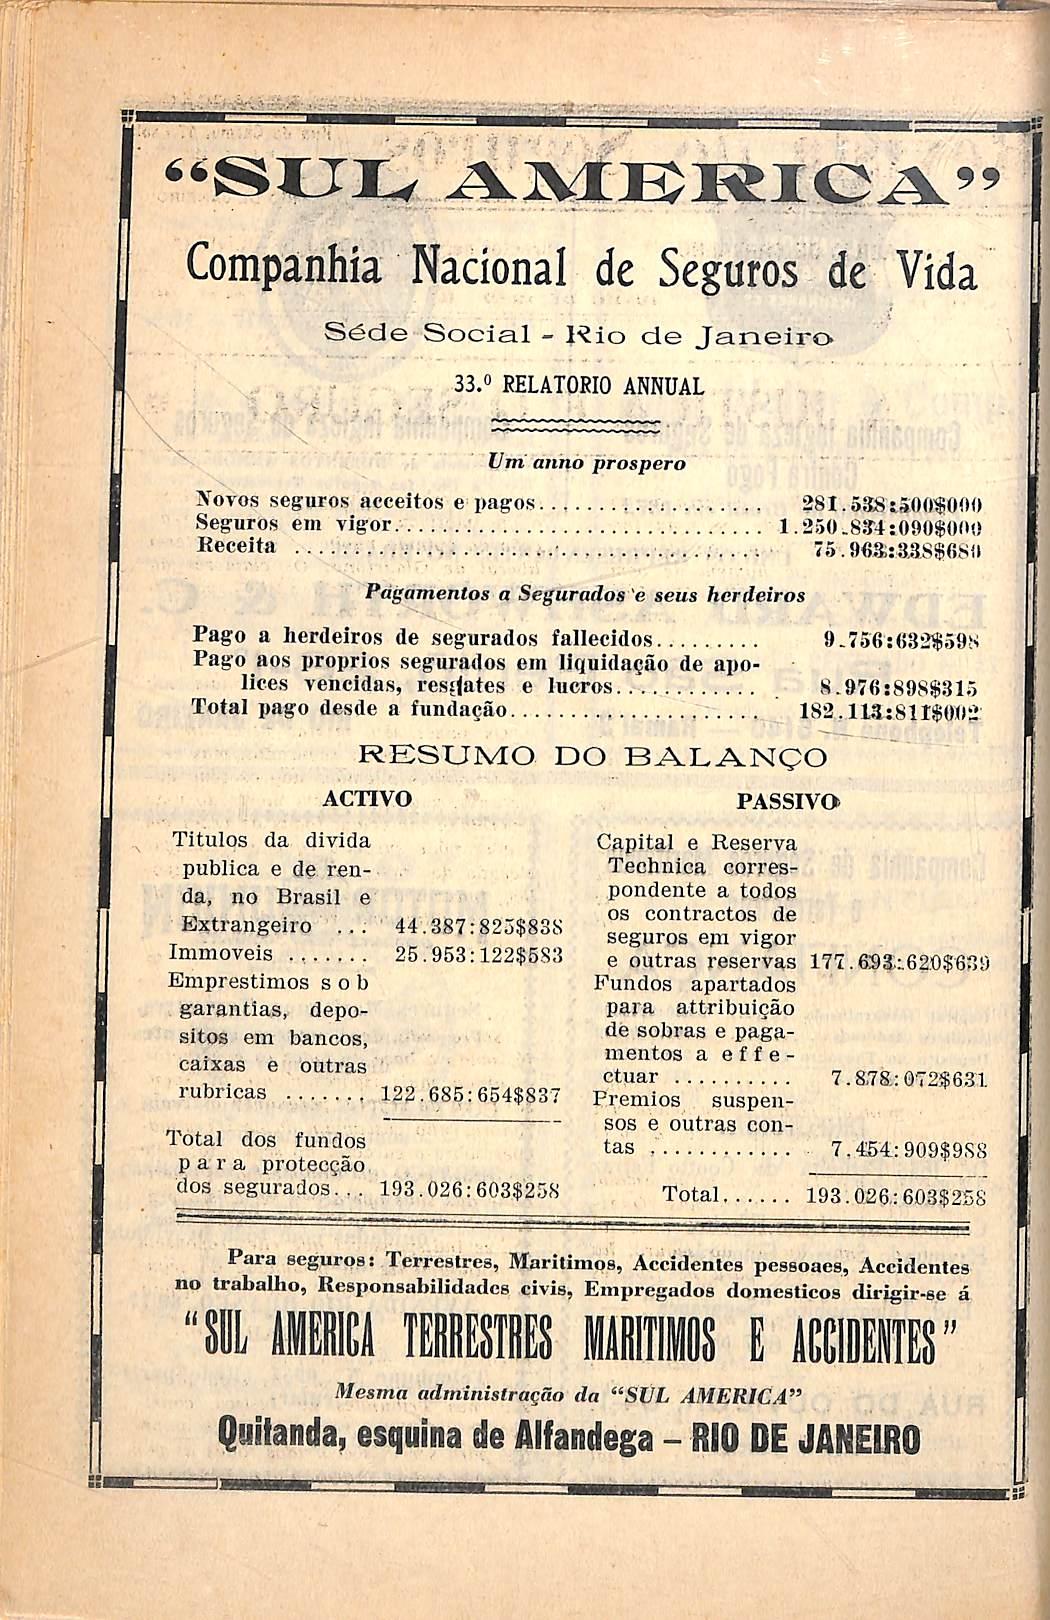 “SUL AMERICA”
Companhia Nacional de Seguros de Vida
Séde Social - Rio de Janeiro
33.º RELATORIO ANNUAL
Um anno prospero
Novos seguros acceitos e pagos................... 281.538:500$000
Seguros em vigor................................ 1.250.834:090$000
Receita ........................................ 75.963:338$680
Pagamentos a Segurados e seus herdeiros
Pago a herdeiros de segurados fallecidos......... 9.756:632$598
Pago aos proprios segurados em liquidação de apo-
lices vencidas, resgates e lucros............ 8.976:898$315
Total pago desde a fundação..................... 182.113:811$002
RESUMO DO BALANÇO
ACTIVO
Titulos da divida
publica e de ren-
da, no Brasil e
Extrangeiro ... 44.387:825$838
Immoveis ....... 25.953:122$583
Emprestimos sob
garantias, depo-
sitos em bancos,
caixas e outras
rubricas ....... 122.685:654$837
Total dos fundos
para protecção
dos segurados... 193.026:603$258
PASSIVO
Capital e Reserva
Technica corres-
pondente a todos
os contractos de
seguros em vigor
e outras reservas 177.693:620$639
Fundos apartados
para attribuição
de sobras e paga-
mentos a effe-
ctuar .......... 7.878:072$631
Premios suspen-
sos e outras con-
tas ............ 7.454:909$988
Total...... 193.026:603$258
Para seguros: Terrestres, Maritimos, Accidentes pessoaes, Accidentes
no trabalho, Responsabilidades civis, Empregados domesticos dirigir-se á
“SUL AMERICA TERRESTRES MARITIMOS E ACCIDENTES”
Mesma administração da “SUL AMERICA”
Quitanda, esquina de Alfandega – RIO DE JANEIRO